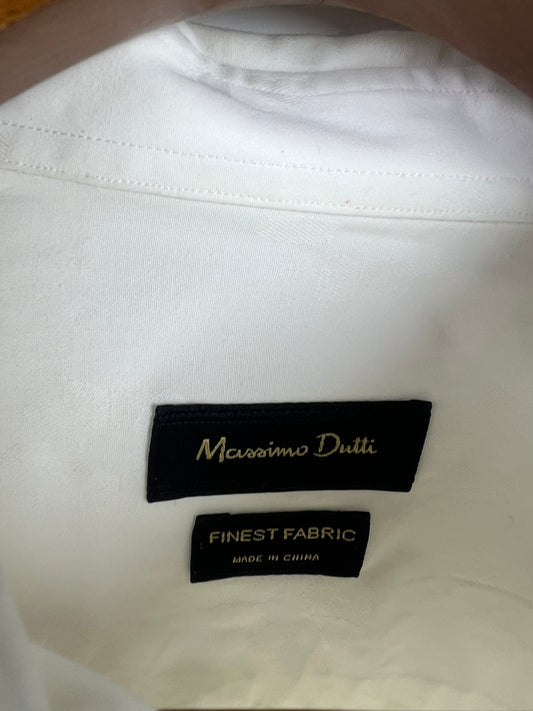 Massimo Dutti
FINEST FABRIC
MADE IN CHINA